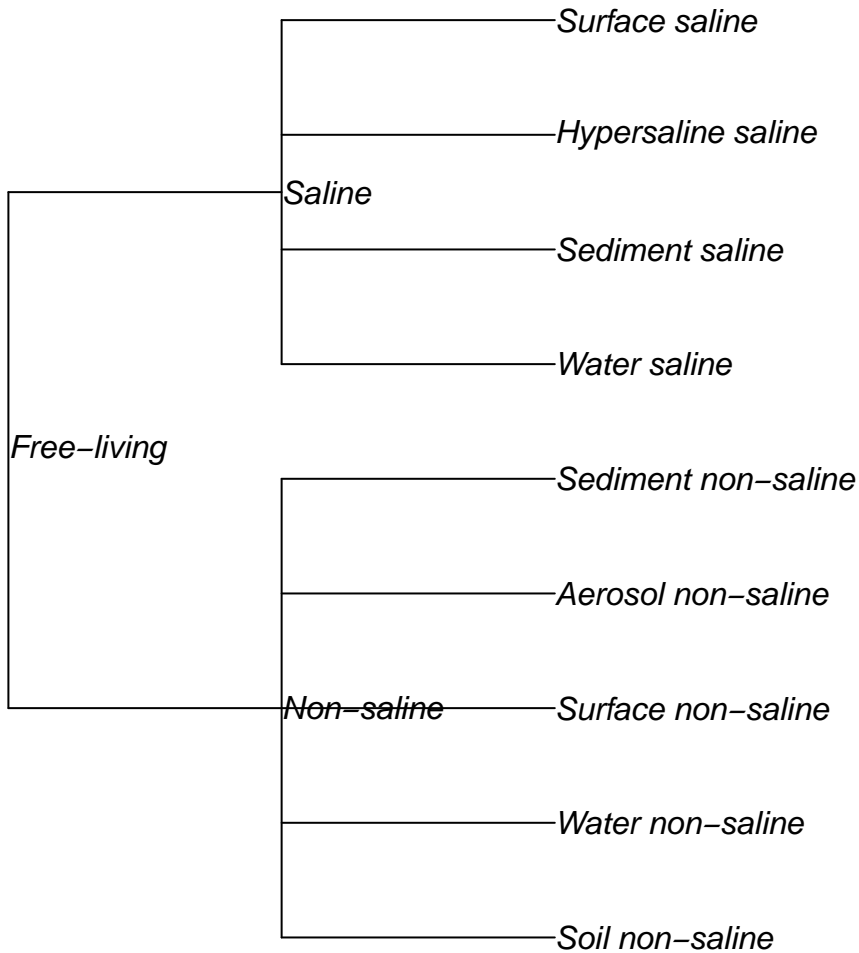 Surface saline
Hypersaline saline
Saline
Sediment saline
Water saline
Free−living
Sediment non−saline
Aerosol non−saline
Non−saline
Surface non−saline
Water non−saline
Soil non−saline